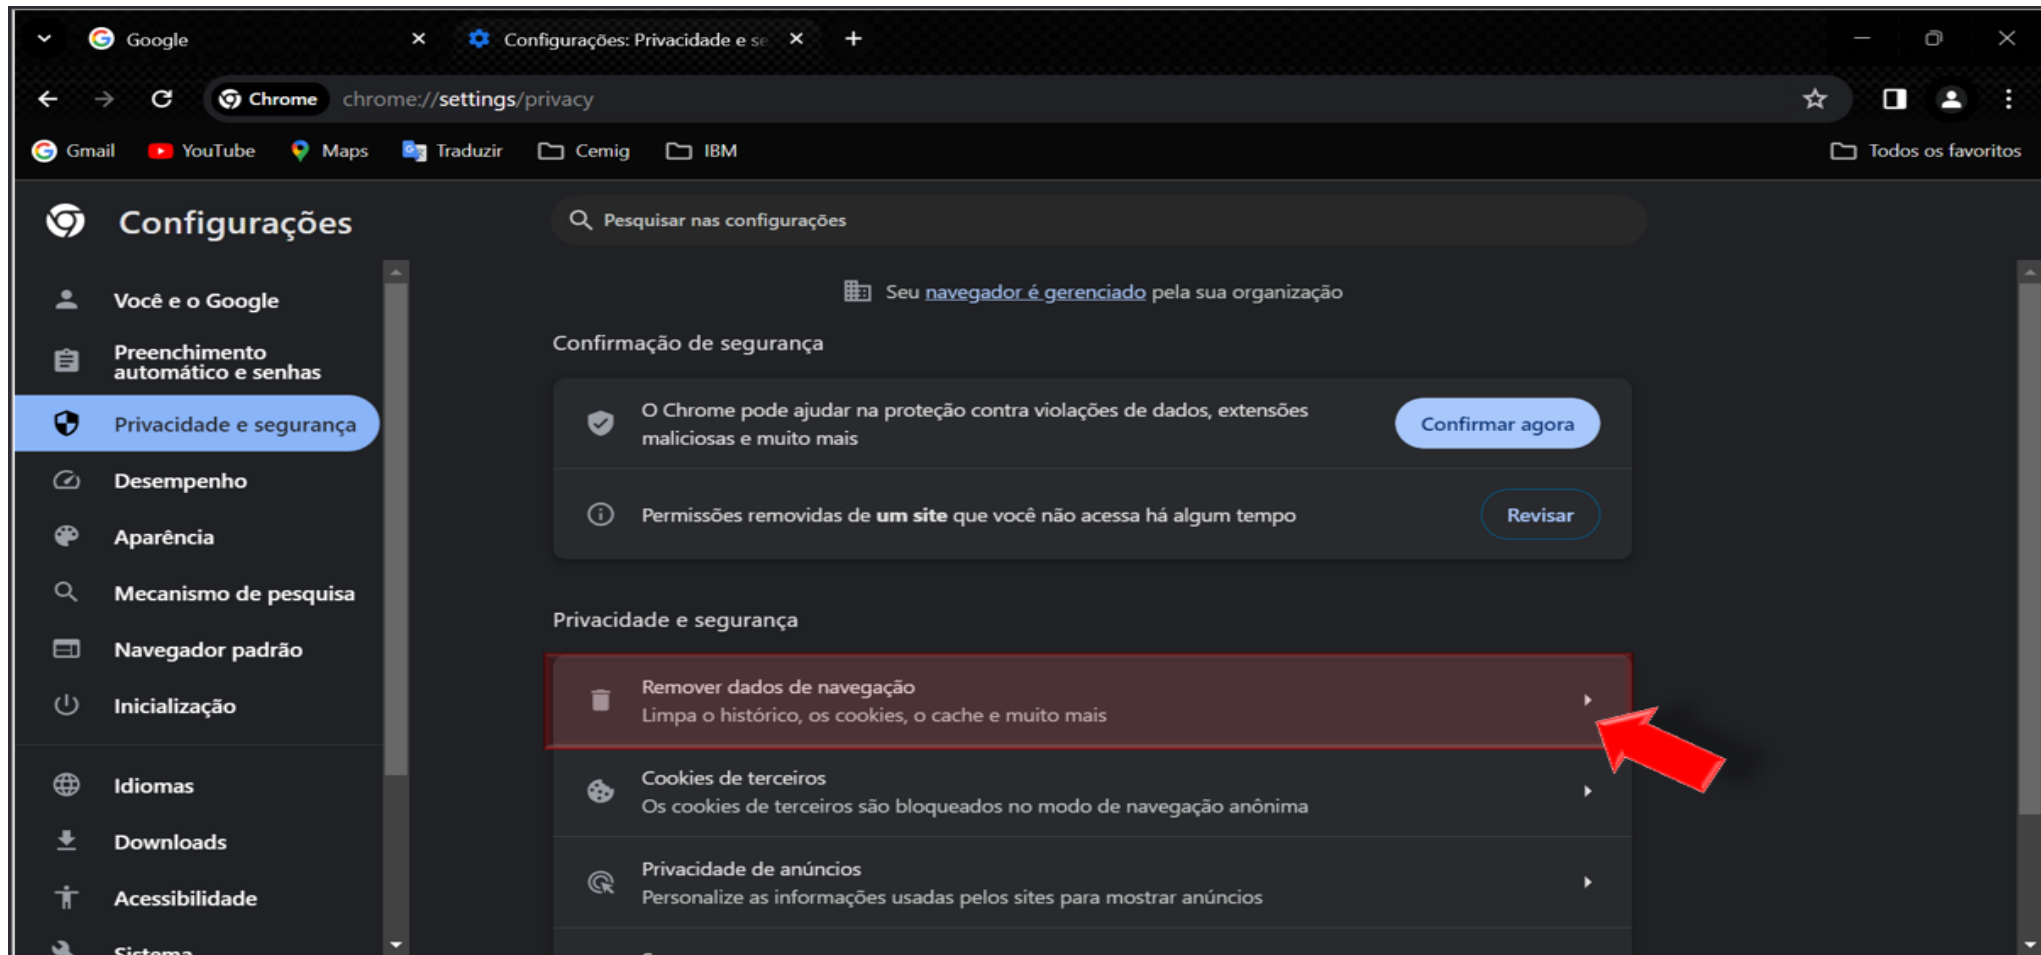 Google
Configurações: Privacidade e se
Chrome chrome://settings/privacy
Gmail YouTube Maps Traduzir Cemig IBM Todos os favoritos
Configurações
Pesquisar nas configurações
Você e o Google
Preenchimento
automático e senhas
Privacidade e segurança
Desempenho
Aparência
Mecanismo de pesquisa
Navegador padrão
Inicialização
Idiomas
Downloads
Acessibilidade
Sistema
Seu navegador é gerenciado pela sua organização
Confirmação de segurança
O Chrome pode ajudar na proteção contra violações de dados, extensões
maliciosas e muito mais
Confirmar agora
Permissões removidas de um site que você não acessa há algum tempo
Revisar
Privacidade e segurança
Remover dados de navegação
Limpa o histórico, os cookies, o cache e muito mais
Cookies de terceiros
Os cookies de terceiros são bloqueados no modo de navegação anônima
Privacidade de anúncios
Personalize as informações usadas pelos sites para mostrar anúncios